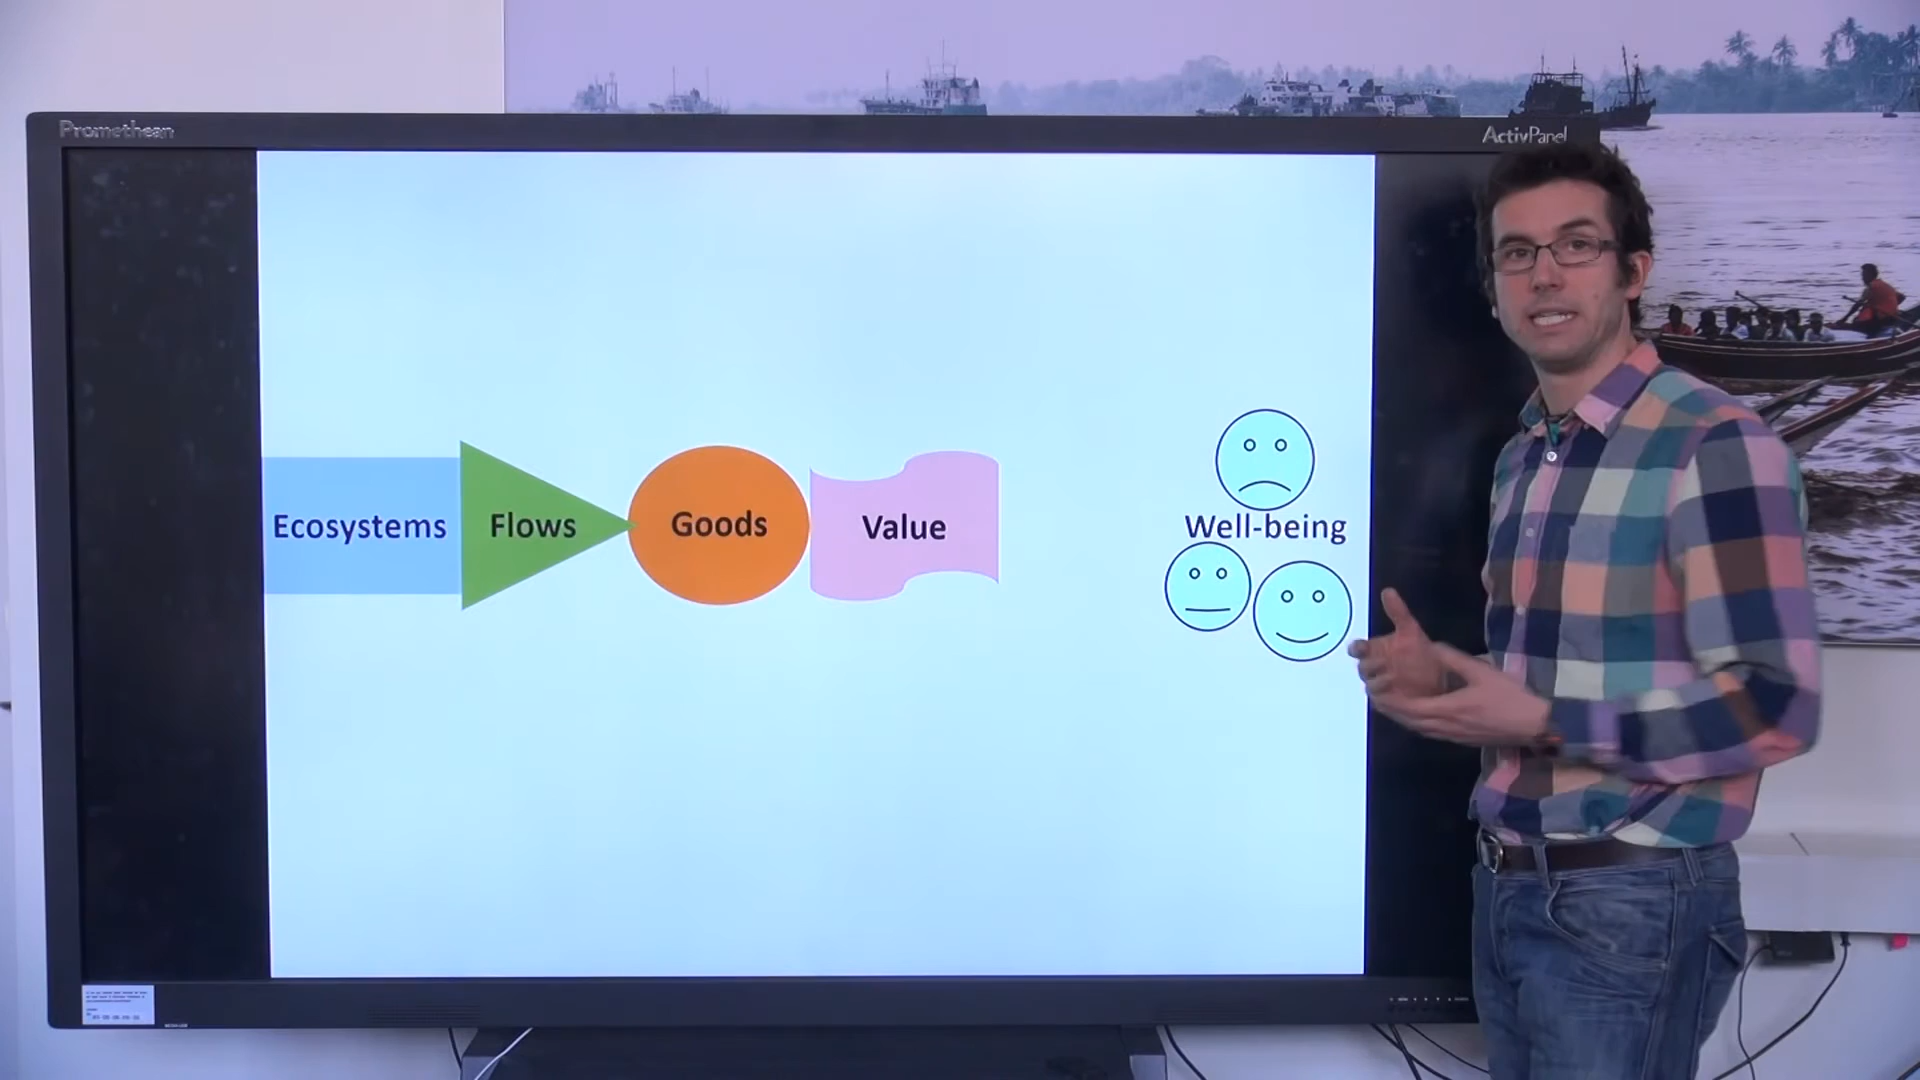 Promethean
ActivPanel
Ecosystems
Flows
Goods
Value
Well-being